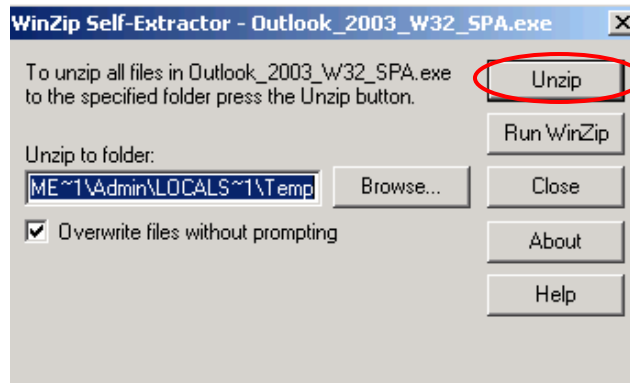 WinZip Self-Extractor - Outlook_2003_W32_SPA.exe
To unzip all files in Outlook_2003_W32_SPA.exe
to the specified folder press the Unzip button.
Unzip
Run WinZip
Unzip to folder:
ME~1\Admin\LOCALS~1\Temp
Browse...
Close
Overwrite files without prompting
About
Help